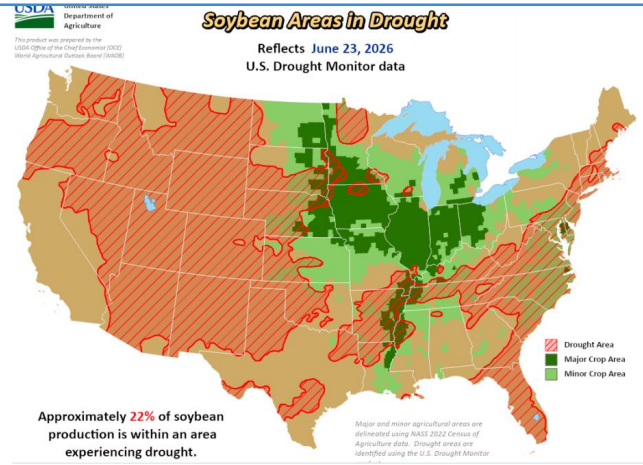 USDA
United States
Department of
Agriculture
This product was prepared by the
USDA Office of the Chief Economist (OCE)
World Agricultural Outlook Board (WAOB)
Soybean Areas in Drought
Reflects June 23, 2026
U.S. Drought Monitor data
Drought Area
Major Crop Area
Minor Crop Area
Approximately 22% of soybean
production is within an area
experiencing drought.
Major and minor agricultural areas are
delineated using NASS 2022 Census of
Agriculture data. Drought areas are
identified using the U.S. Drought Monitor